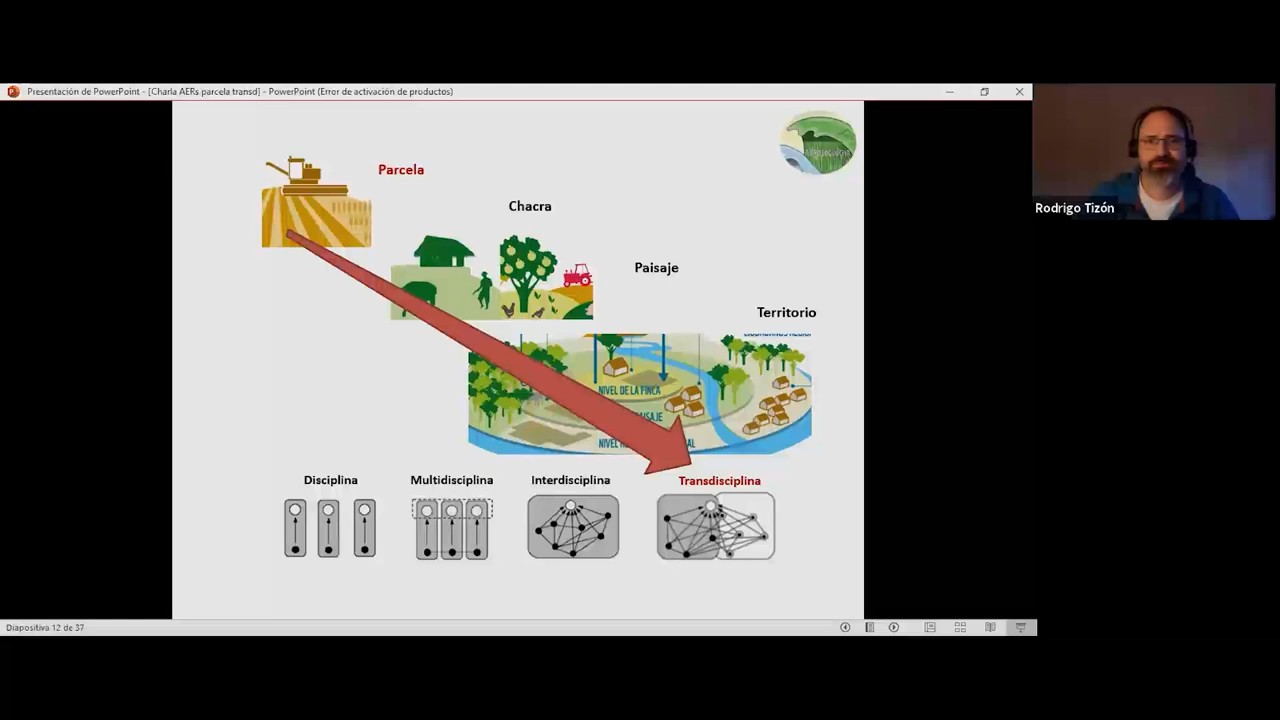 Presentación de PowerPoint - [Charla AERs parcela transd] - PowerPoint (Error de activación de productos)
Parcela
Chacra
Paisaje
Territorio
NIVEL DE LA FINCA
NIVEL
Disciplina
Multidisciplina
Interdisciplina
Transdisciplina
Rodrigo Tizón
Diapositiva 12 de 37